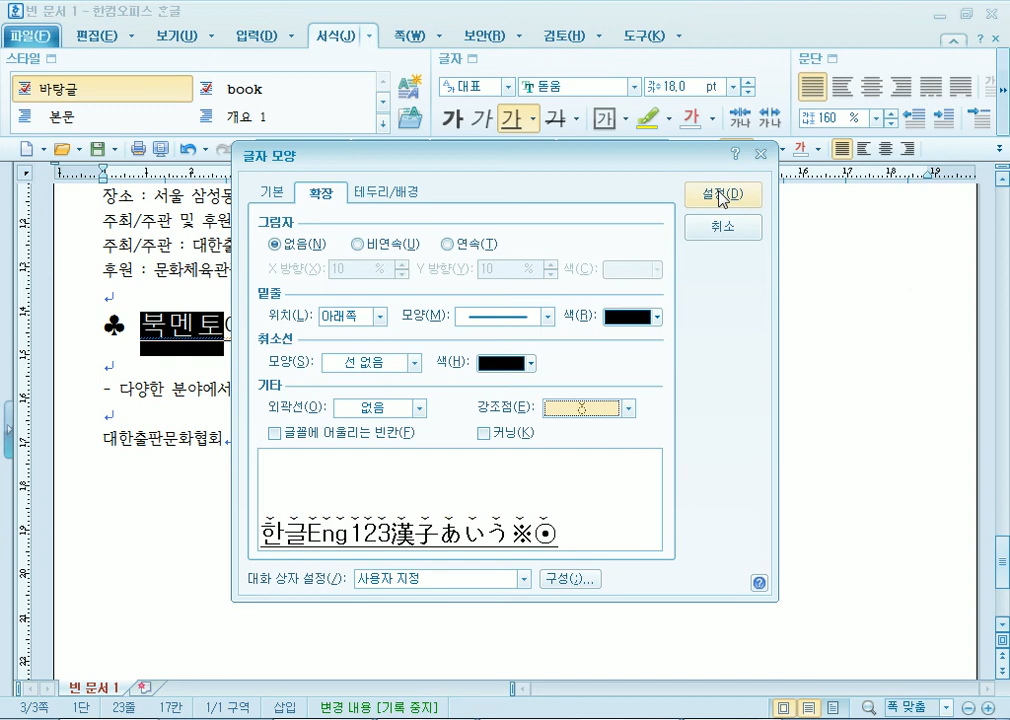 빈 문서 1 - 한컴오피스 한글
파일(F) 편집(E) 보기(U) 입력(D) 서식(J) 쪽(W) 보안(R) 검토(H) 도구(K)
스타일 글자 문단
바탕글 book
본문 개요 1
대표 돋움 18,0 pt
가 가 가 가 가 가 가나 가나 160 %
장소 : 서울 삼성동
주최/주관 및 후원
주최/주관 : 대한출
후원 : 문화체육관
♣ 북멘토
- 다양한 분야에서
대한출판문화협회
글자 모양
기본 확장 테두리/배경
설정(D)
취소
그림자
없음(N) 비연속(U) 연속(T)
X 방향(X): 10 % Y 방향(Y): 10 % 색(C):
밑줄
위치(L): 아래쪽 모양(M): 색(R):
취소선
모양(S): 선 없음 색(H):
기타
외곽선(O): 없음 강조점(E):
글꼴에 어울리는 빈칸(F) 커닝(K)
한글Eng123漢子あいう※⊙
대화 상자 설정(/): 사용자 지정 구성(;)...
빈 문서 1
3/3쪽 1단 23줄 17칸 1/1 구역 삽입 변경 내용 [기록 중지] 폭 맞춤